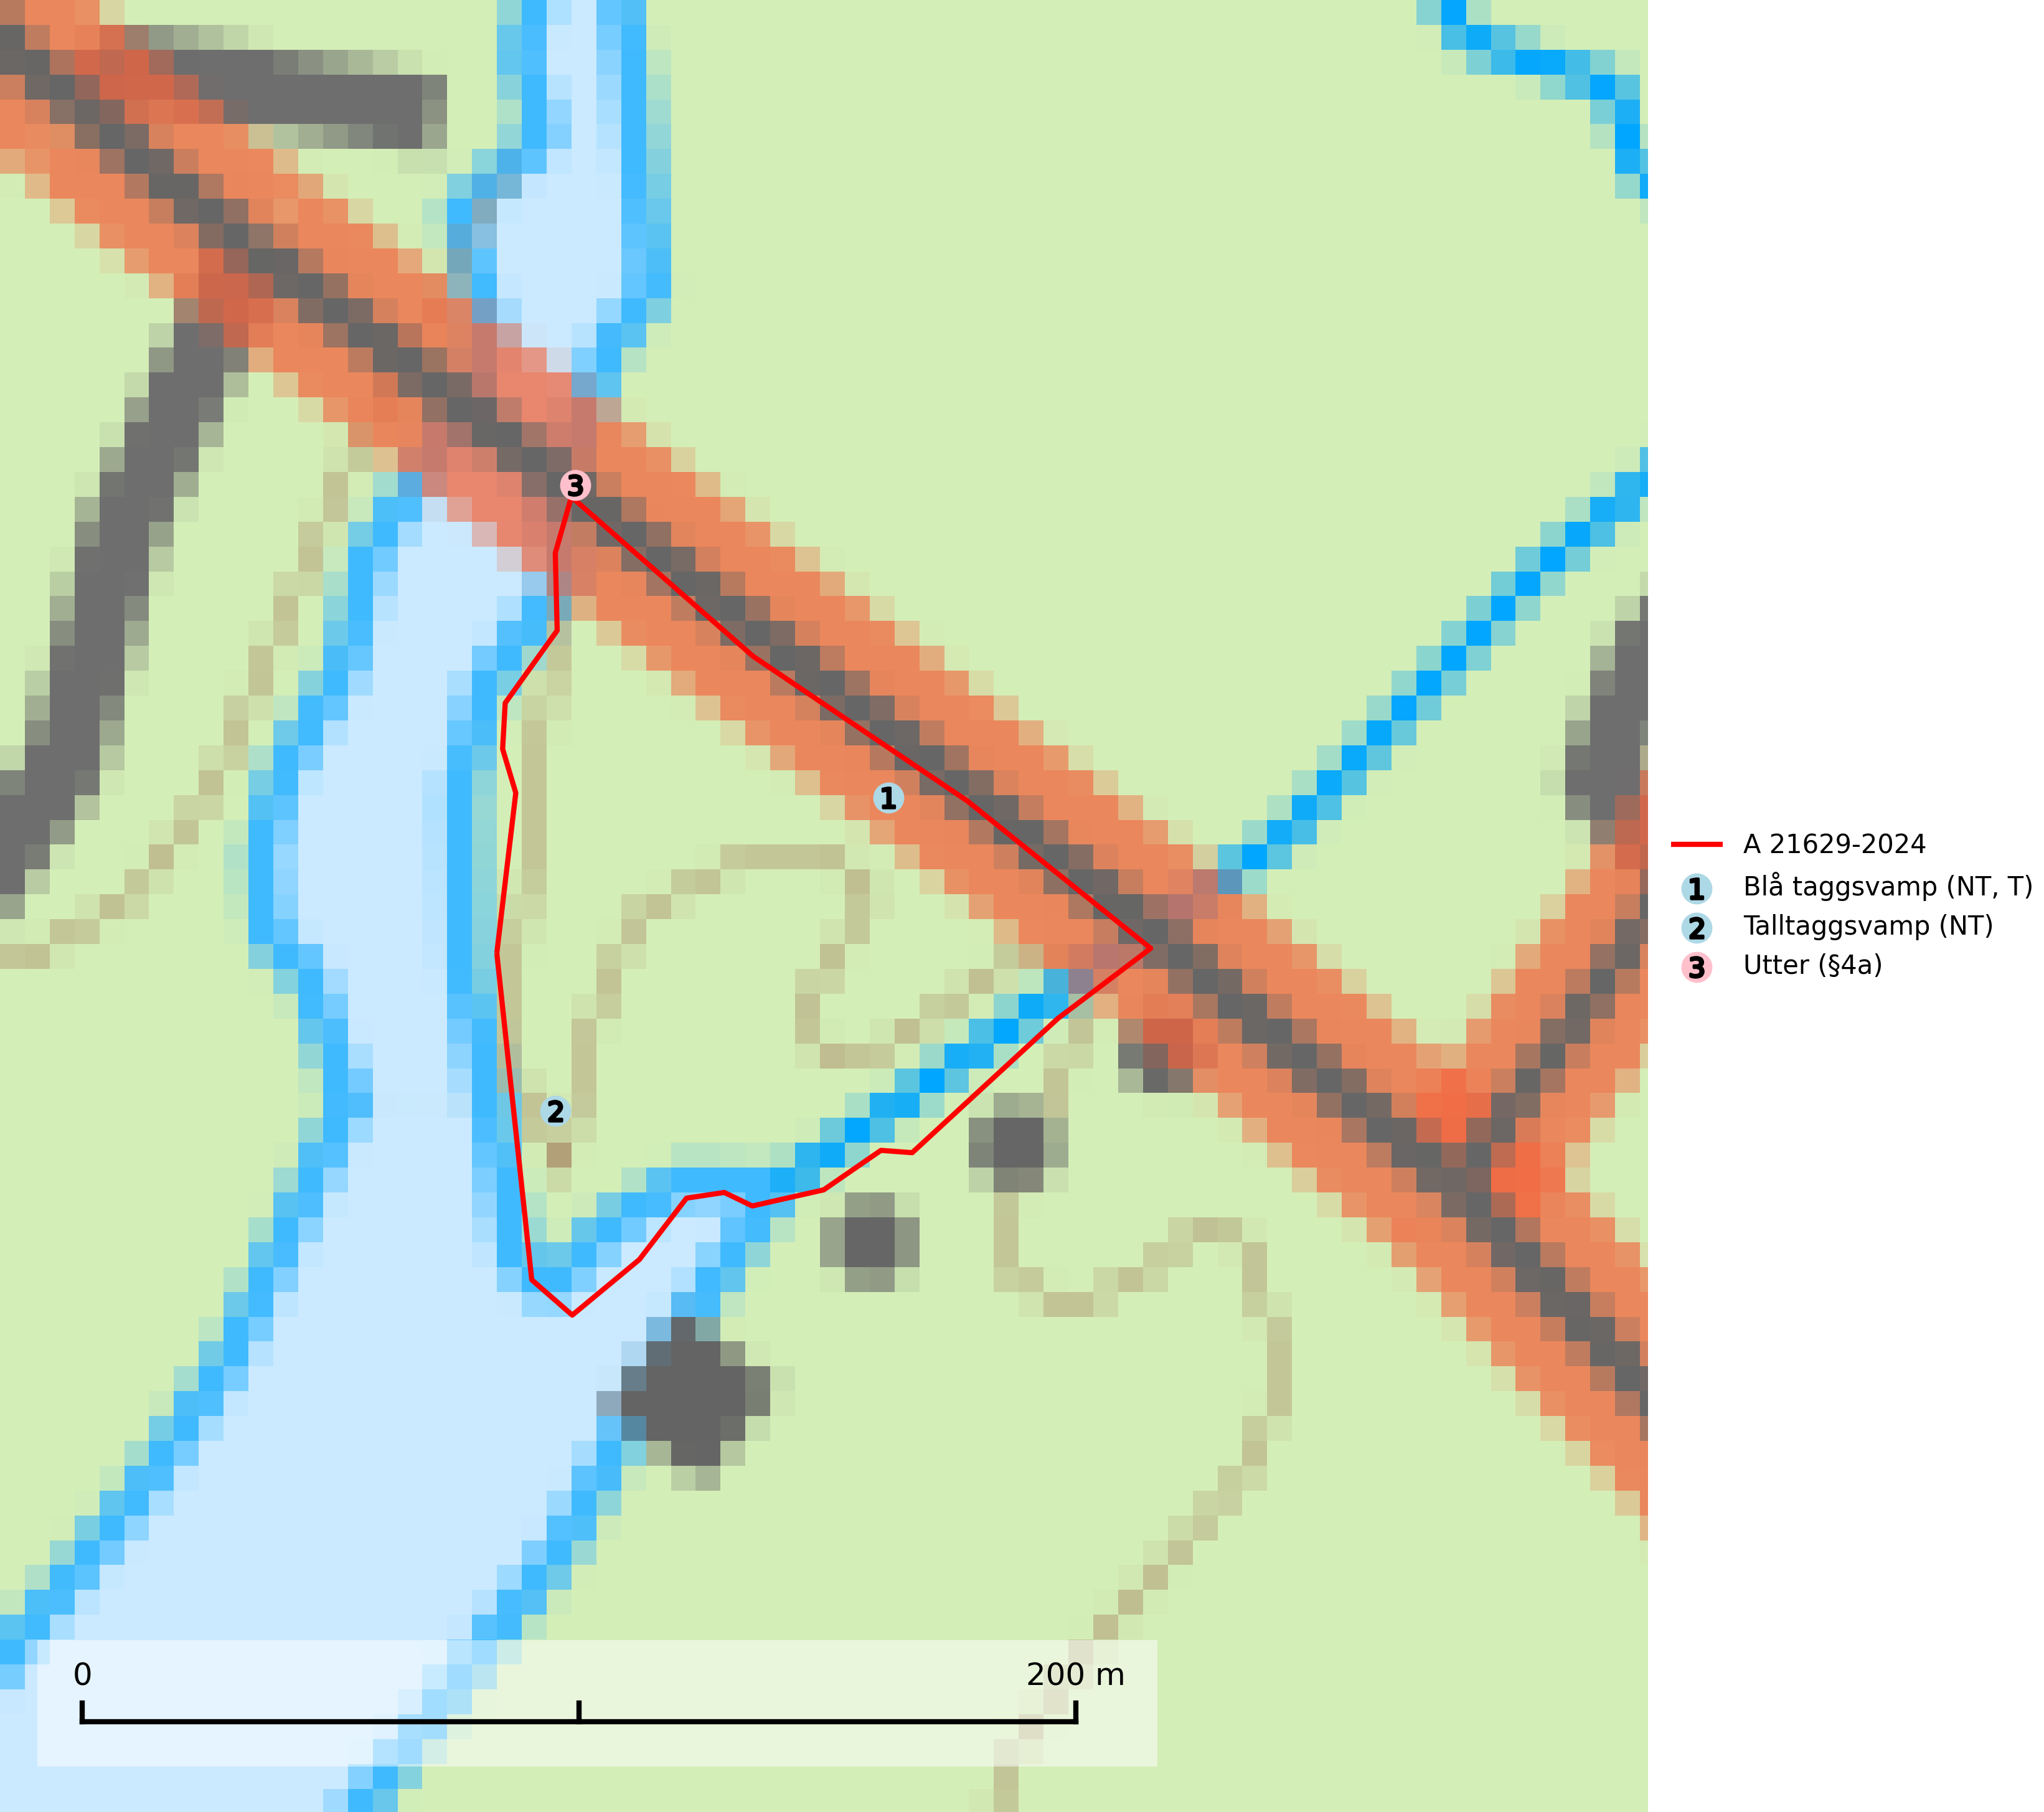 3
1
2
A 21629-2024
1 Blå taggsvamp (NT, T)
2 Talltaggsvamp (NT)
3 Utter (§4a)
0 200 m